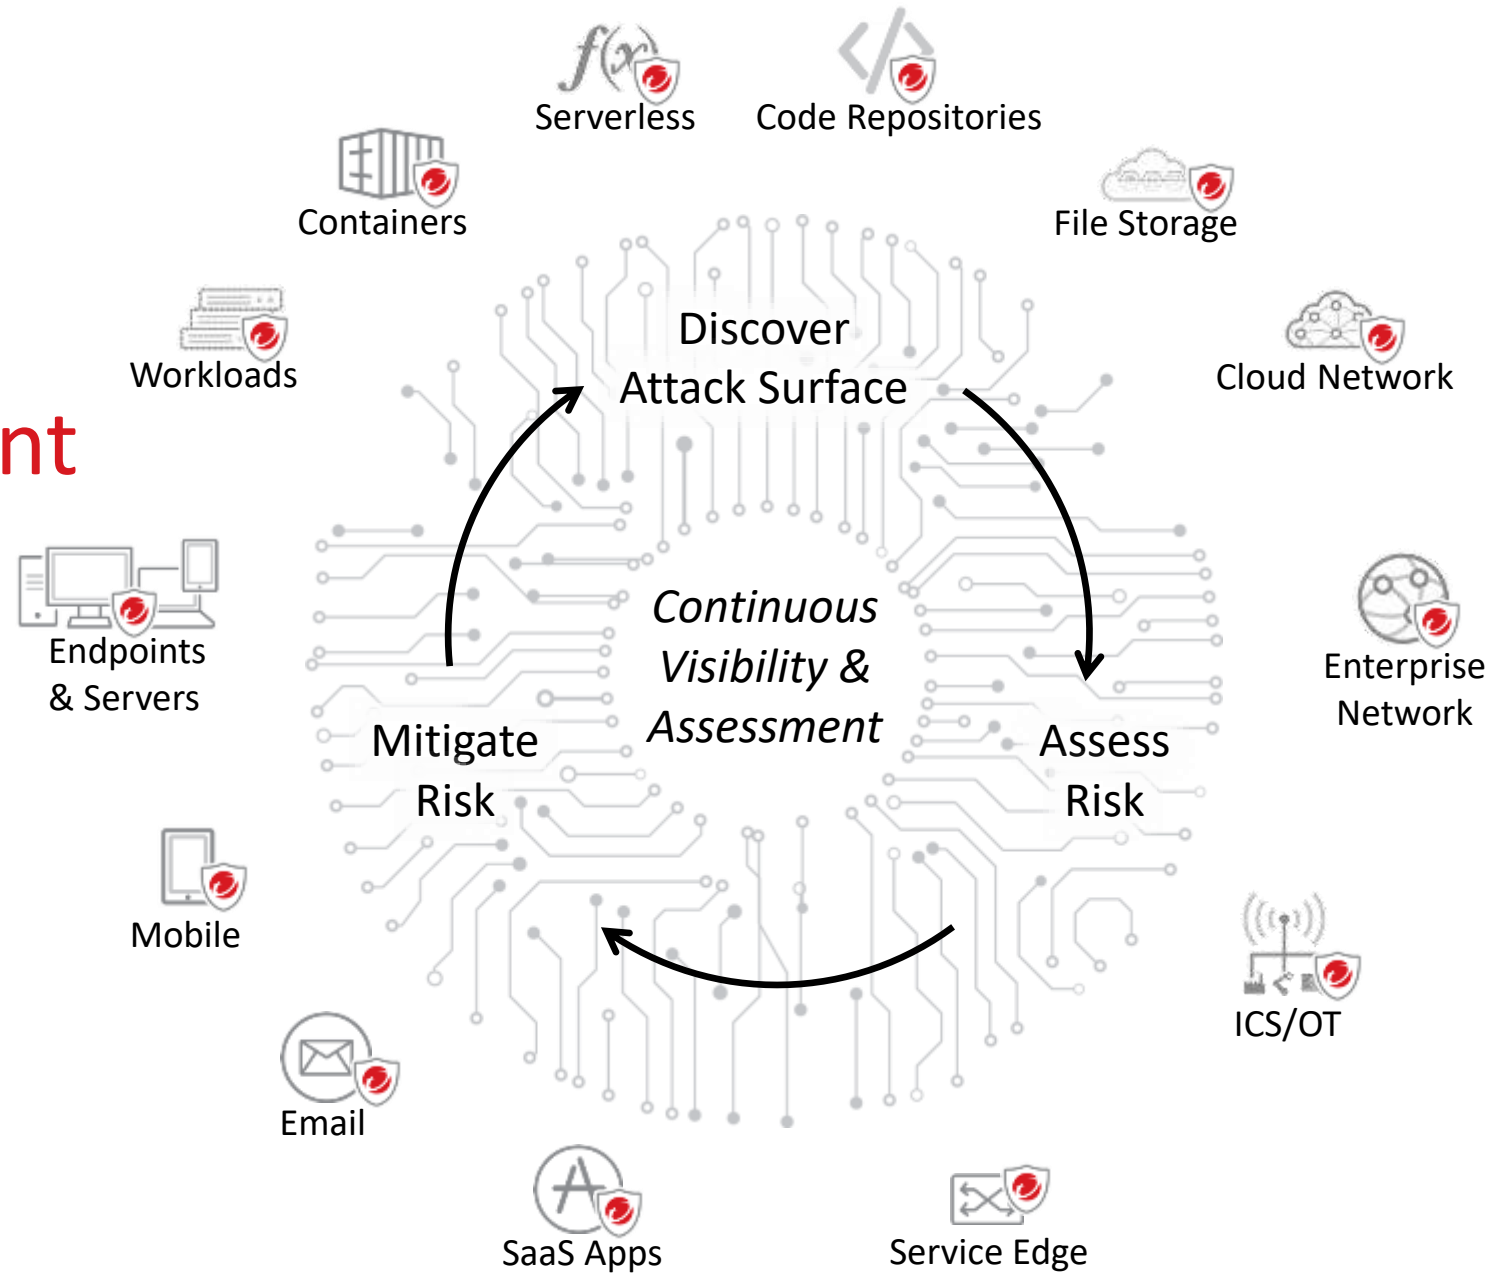 Serverless
Code Repositories
Containers
File Storage
Discover
Attack Surface
Workloads
Cloud Network
nt
Continuous
Visibility &
Assessment
Endpoints
& Servers
Enterprise
Network
Mitigate
Risk
Assess
Risk
Mobile
ICS/OT
Email
SaaS Apps
Service Edge
f(x)